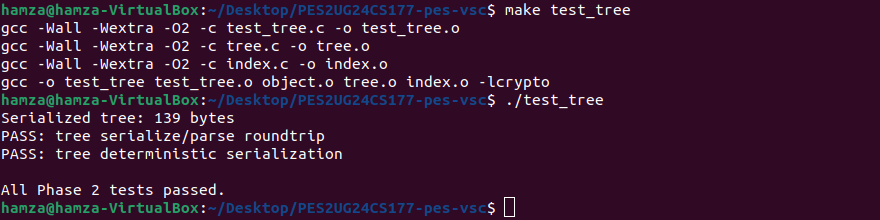 hamza@hamza-VirtualBox:~/Desktop/PES2UG24CS177-pes-vsc$ make test_tree
gcc -Wall -Wextra -O2 -c test_tree.c -o test_tree.o
gcc -Wall -Wextra -O2 -c tree.c -o tree.o
gcc -Wall -Wextra -O2 -c index.c -o index.o
gcc -o test_tree test_tree.o object.o tree.o index.o -lcrypto
hamza@hamza-VirtualBox:~/Desktop/PES2UG24CS177-pes-vsc$ ./test_tree
Serialized tree: 139 bytes
PASS: tree serialize/parse roundtrip
PASS: tree deterministic serialization
All Phase 2 tests passed.
hamza@hamza-VirtualBox:~/Desktop/PES2UG24CS177-pes-vsc$